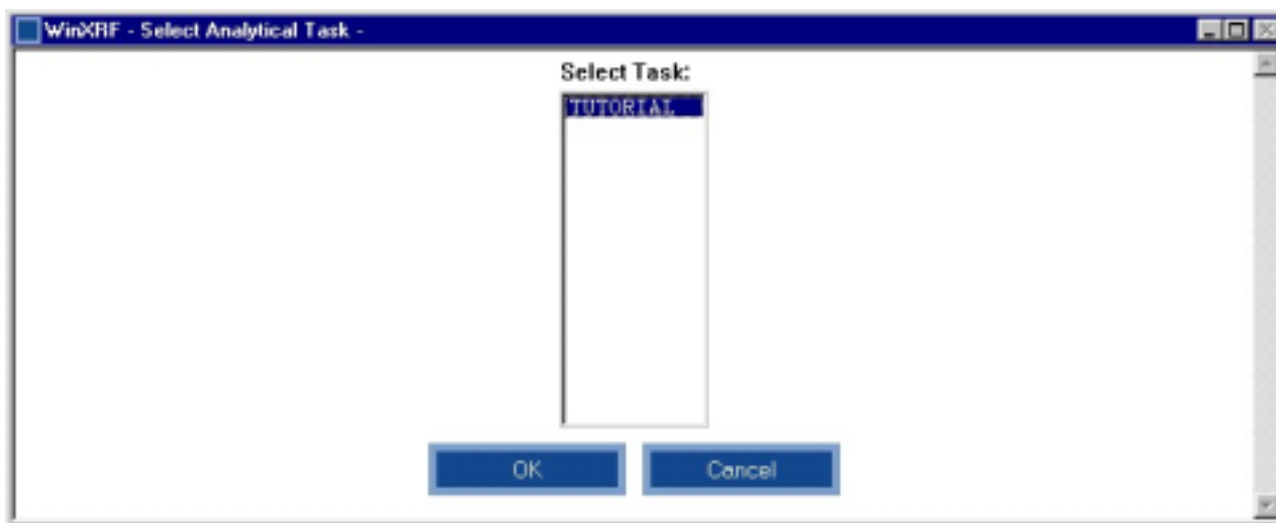 WinXRF - Select Analytical Task -
Select Task:
TUTORIAL
OK
Cancel